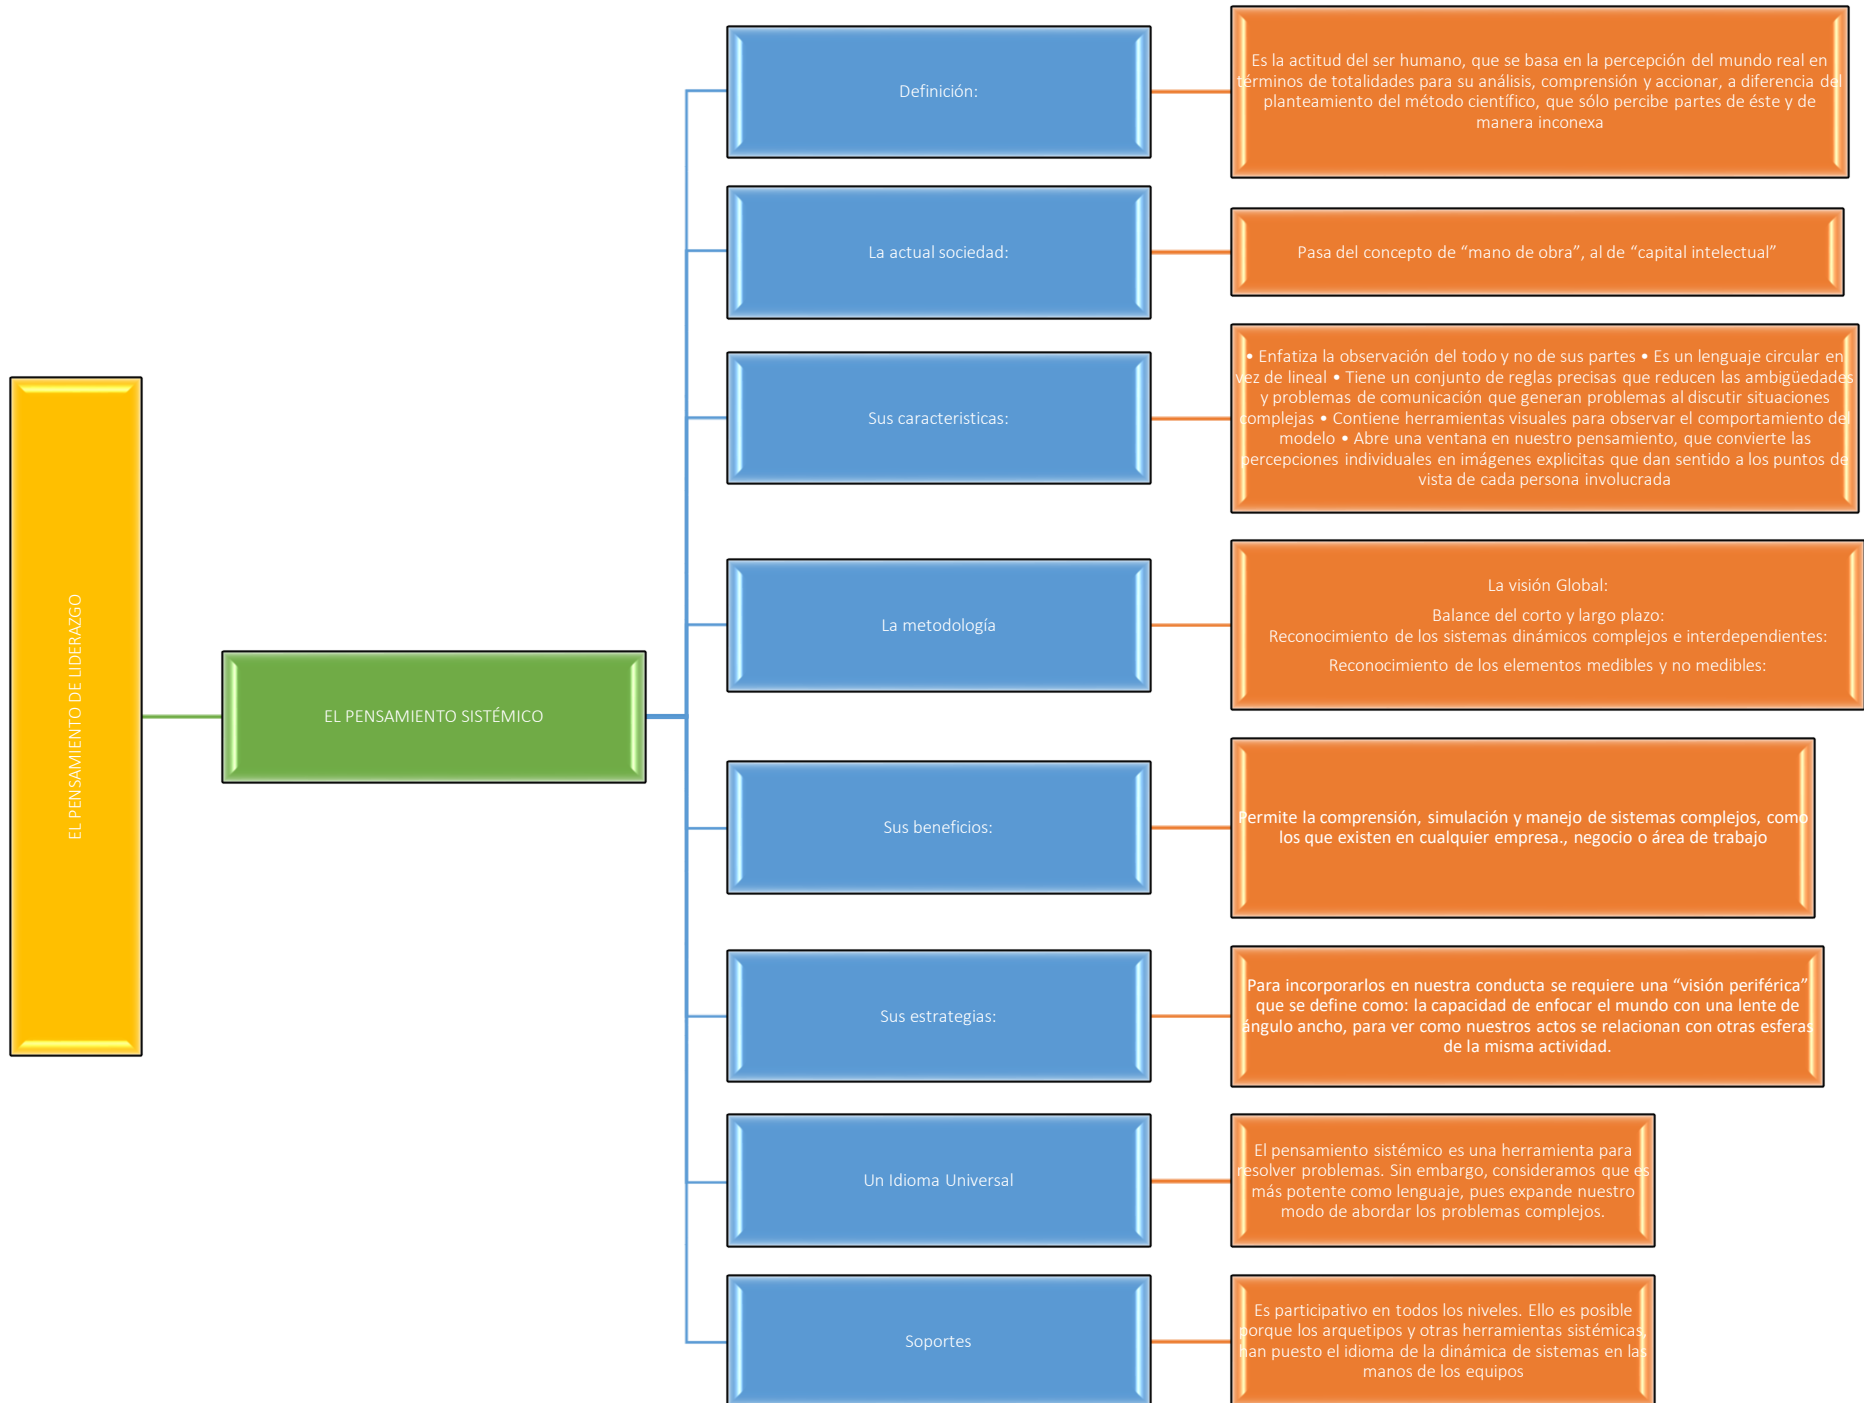 EL PENSAMIENTO DE LIDERAZGO
EL PENSAMIENTO SISTÉMICO
Definición:
Es la actitud del ser humano, que se basa en la percepción del mundo real en
términos de totalidades para su análisis, comprensión y accionar, a diferencia del
planteamiento del método científico, que sólo percibe partes de éste y de
manera inconexa
La actual sociedad:
Pasa del concepto de “mano de obra”, al de “capital intelectual”
Sus caracteristicas:
• Enfatiza la observación del todo y no de sus partes • Es un lenguaje circular en
vez de lineal • Tiene un conjunto de reglas precisas que reducen las ambigüedades
y problemas de comunicación que generan problemas al discutir situaciones
complejas • Contiene herramientas visuales para observar el comportamiento del
modelo • Abre una ventana en nuestro pensamiento, que convierte las
percepciones individuales en imágenes explicitas que dan sentido a los puntos de
vista de cada persona involucrada
La metodología
La visión Global:
Balance del corto y largo plazo:
Reconocimiento de los sistemas dinámicos complejos e interdependientes:
Reconocimiento de los elementos medibles y no medibles:
Sus beneficios:
Permite la comprensión, simulación y manejo de sistemas complejos, como
los que existen en cualquier empresa., negocio o área de trabajo
Sus estrategias:
Para incorporarlos en nuestra conducta se requiere una “visión periférica”
que se define como: la capacidad de enfocar el mundo con una lente de
ángulo ancho, para ver como nuestros actos se relacionan con otras esferas
de la misma actividad.
Un Idioma Universal
El pensamiento sistémico es una herramienta para
resolver problemas. Sin embargo, consideramos que es
más potente como lenguaje, pues expande nuestro
modo de abordar los problemas complejos.
Soportes
Es participativo en todos los niveles. Ello es posible
porque los arquetipos y otras herramientas sistémicas,
han puesto el idioma de la dinámica de sistemas en las
manos de los equipos